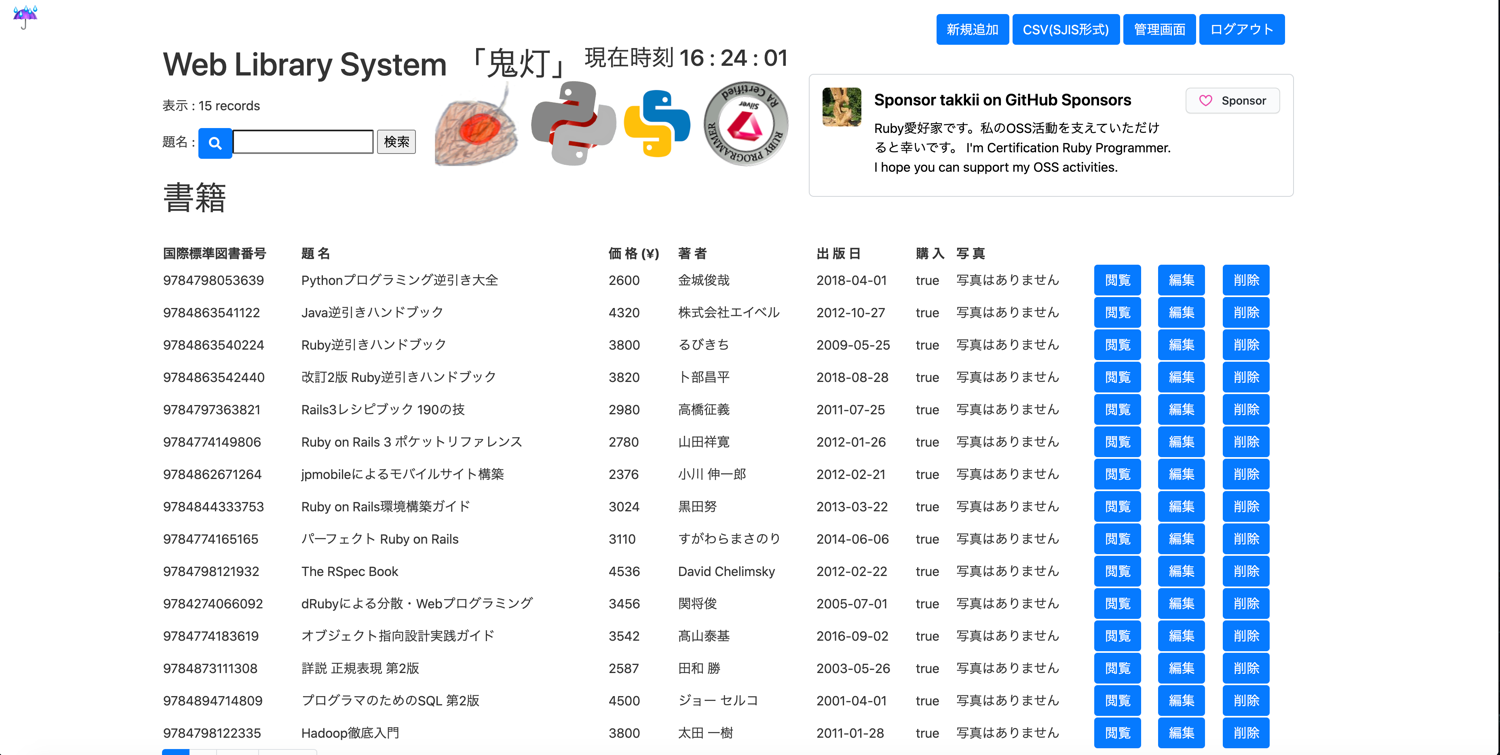 新規追加 CSV(SJIS形式) 管理画面 ログアウト
Web Library System 「鬼灯」 現在時刻 16 : 24 : 01
表示 : 15 records
題名 : 検索
RA Certified
Silver
RUBY PROGRAMMER
Sponsor takkii on GitHub Sponsors
Sponsor
Ruby愛好家です。私のOSS活動を支えていただけ
ると幸いです。 I'm Certification Ruby Programmer.
I hope you can support my OSS activities.
書籍
国際標準図書番号 題 名 価 格 (¥) 著 者 出 版 日 購 入 写 真
9784798053639 Pythonプログラミング逆引き大全 2600 金城俊哉 2018-04-01 true 写真はありません 閲覧 編集 削除
9784863541122 Java逆引きハンドブック 4320 株式会社エイベル 2012-10-27 true 写真はありません 閲覧 編集 削除
9784863540224 Ruby逆引きハンドブック 3800 るびきち 2009-05-25 true 写真はありません 閲覧 編集 削除
9784863542440 改訂2版 Ruby逆引きハンドブック 3820 卜部昌平 2018-08-28 true 写真はありません 閲覧 編集 削除
9784797363821 Rails3レシピブック 190の技 2980 高橋征義 2011-07-25 true 写真はありません 閲覧 編集 削除
9784774149806 Ruby on Rails 3 ポケットリファレンス 2780 山田祥寛 2012-01-26 true 写真はありません 閲覧 編集 削除
9784862671264 jpmobileによるモバイルサイト構築 2376 小川 伸一郎 2012-02-21 true 写真はありません 閲覧 編集 削除
9784844333753 Ruby on Rails環境構築ガイド 3024 黒田努 2013-03-22 true 写真はありません 閲覧 編集 削除
9784774165165 パーフェクト Ruby on Rails 3110 すがわらまさのり 2014-06-06 true 写真はありません 閲覧 編集 削除
9784798121932 The RSpec Book 4536 David Chelimsky 2012-02-22 true 写真はありません 閲覧 編集 削除
9784274066092 dRubyによる分散・Webプログラミング 3456 関将俊 2005-07-01 true 写真はありません 閲覧 編集 削除
9784774183619 オブジェクト指向設計実践ガイド 3542 髙山泰基 2016-09-02 true 写真はありません 閲覧 編集 削除
9784873111308 詳説 正規表現 第2版 2587 田和 勝 2003-05-26 true 写真はありません 閲覧 編集 削除
9784894714809 プログラマのためのSQL 第2版 4500 ジョー セルコ 2001-04-01 true 写真はありません 閲覧 編集 削除
9784798122335 Hadoop徹底入門 3800 太田 一樹 2011-01-28 true 写真はありません 閲覧 編集 削除